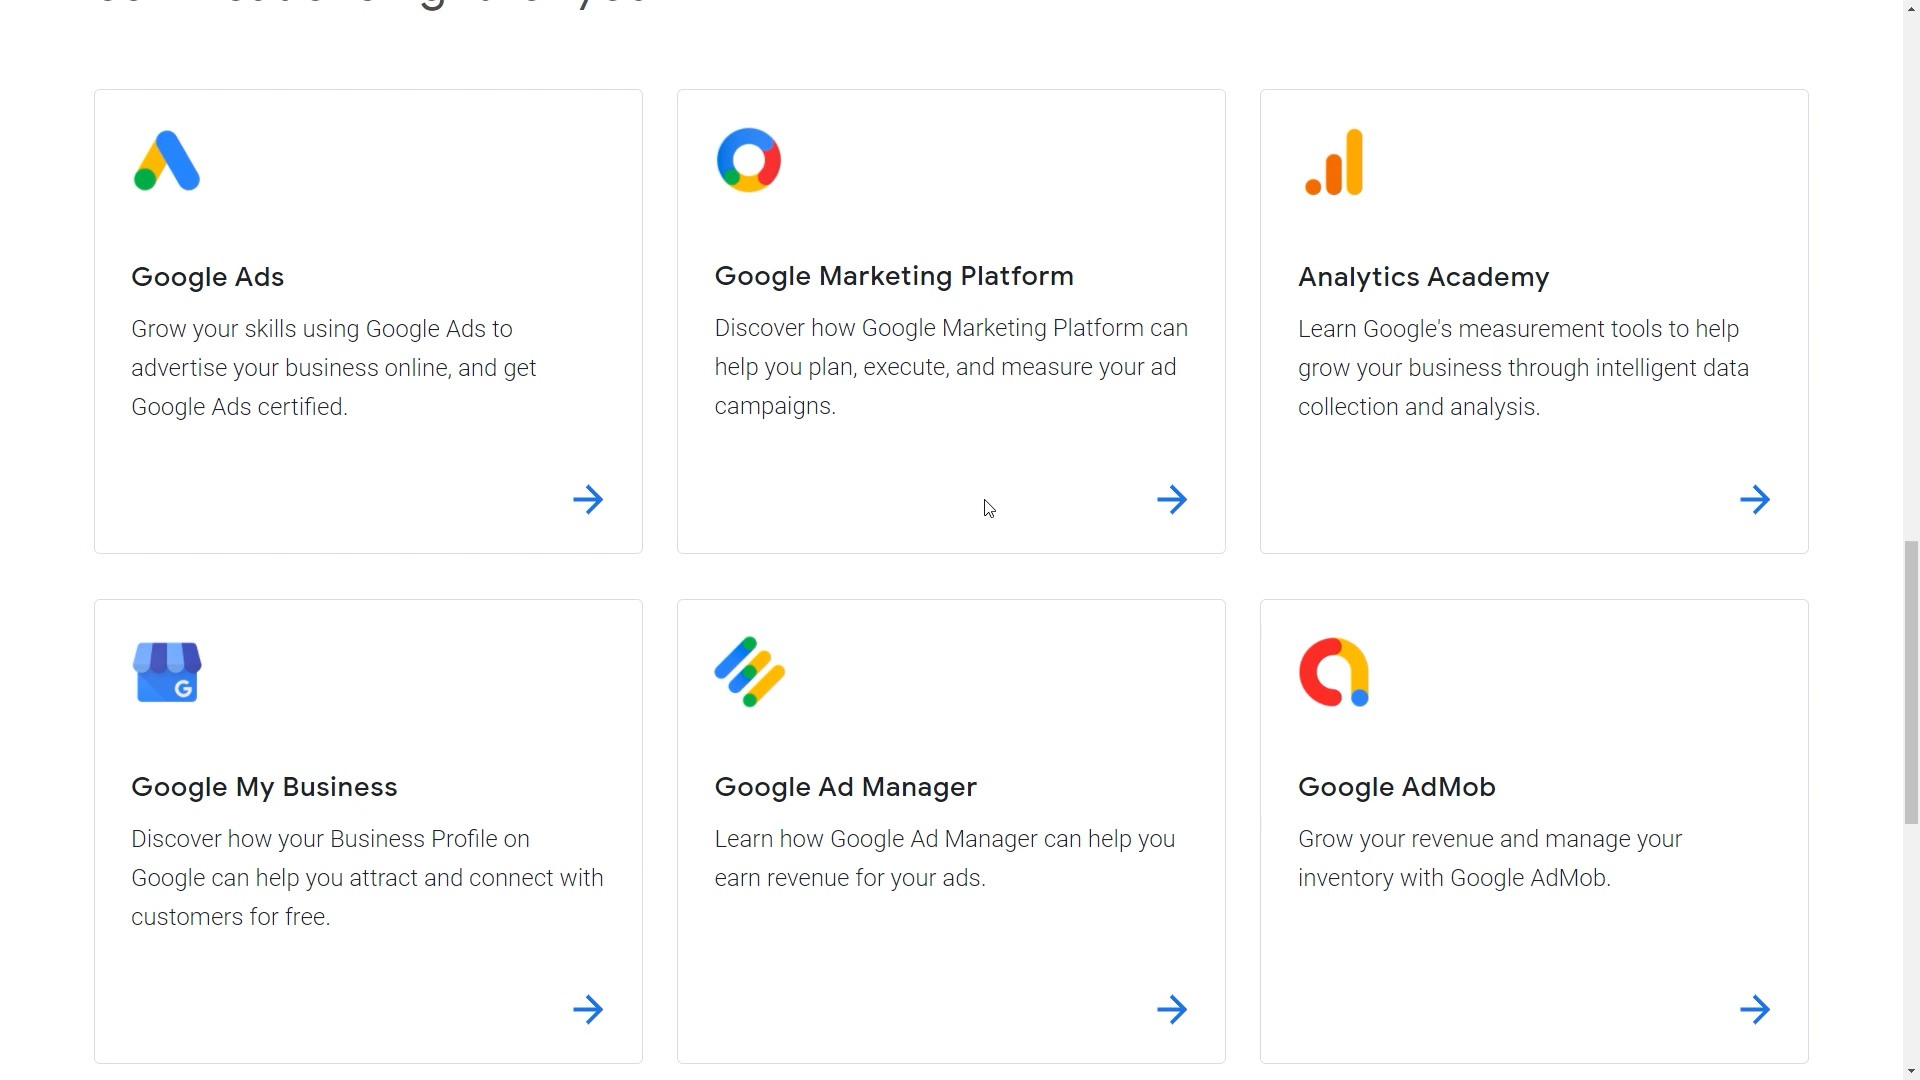 Google Ads
Grow your skills using Google Ads to
advertise your business online, and get
Google Ads certified.
Google Marketing Platform
Discover how Google Marketing Platform can
help you plan, execute, and measure your ad
campaigns.
Analytics Academy
Learn Google's measurement tools to help
grow your business through intelligent data
collection and analysis.
G
Google My Business
Discover how your Business Profile on
Google can help you attract and connect with
customers for free.
Google Ad Manager
Learn how Google Ad Manager can help you
earn revenue for your ads.
Google AdMob
Grow your revenue and manage your
inventory with Google AdMob.